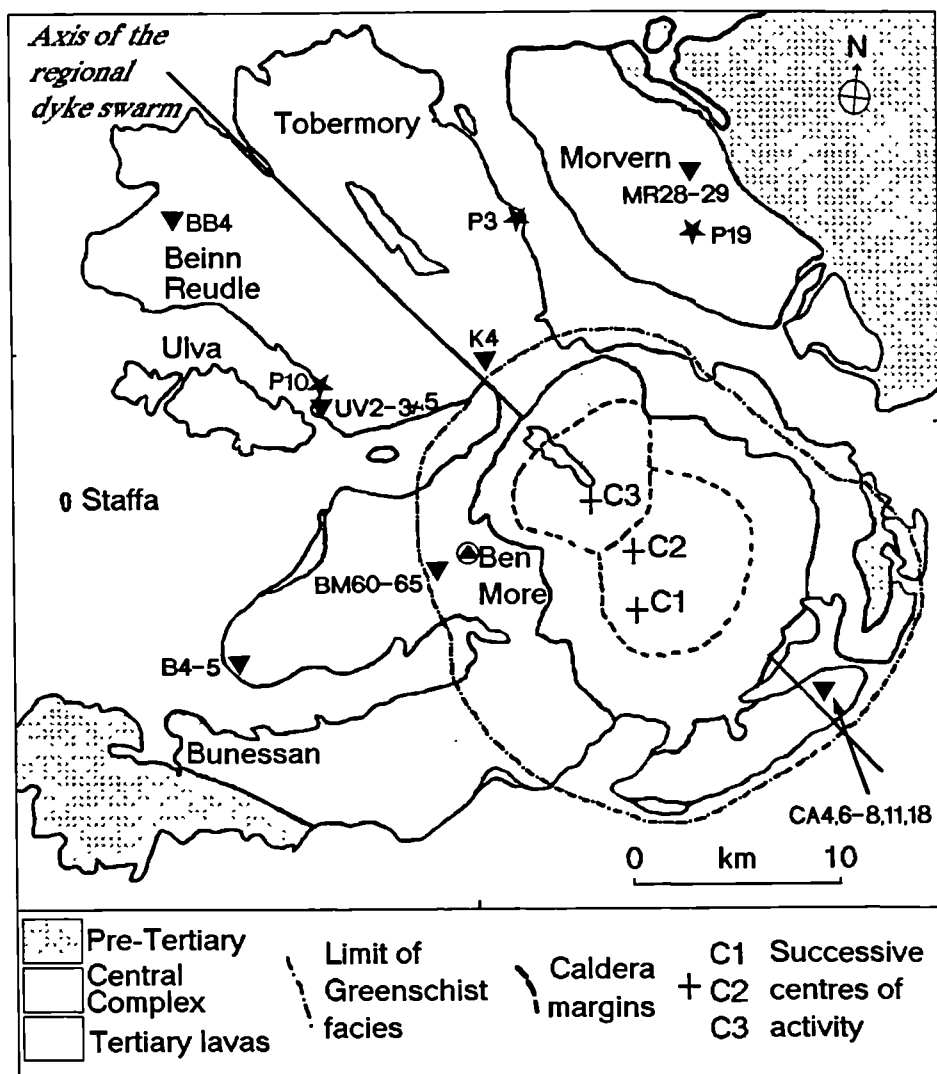 Axis of the
regional
dyke swarm
N
Tobermory
Morvern
MR28-29
P3
P19
BB4
Beinn
Reudle
K4
Ulva
P10
UV2-3
5
Staffa
C3
C2
Ben
More
C1
BM60-65
B4-5
Bunessan
CA4,6-8,11,18
0 km 10
Pre-Tertiary
Central
Complex
Tertiary lavas
Limit of
Greenschist
facies
Caldera
margins
C1 Successive
C2 centres of
C3 activity